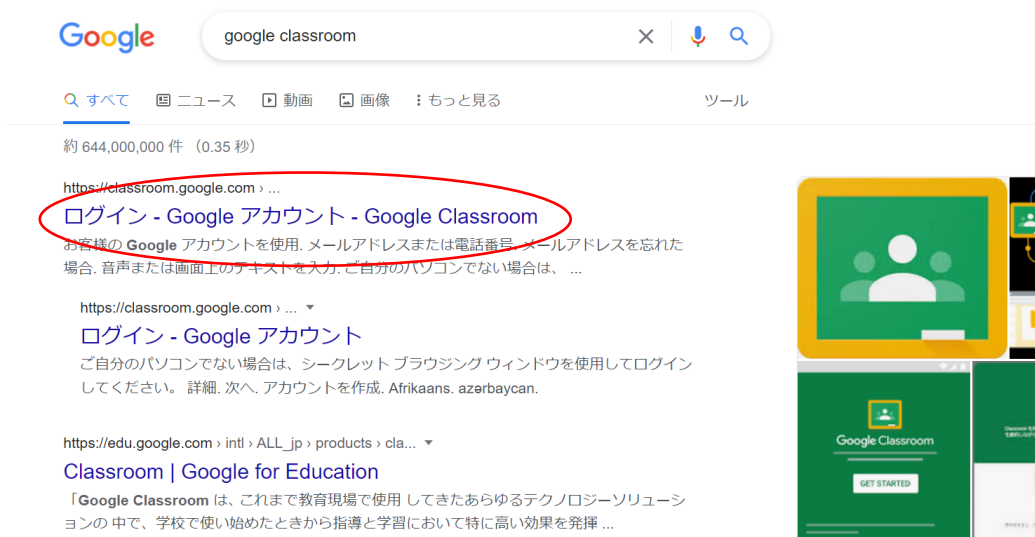 Google
google classroom
すべて ニュース 動画 画像 もっと見る ツール
約 644,000,000 件 （0.35 秒）
https://classroom.google.com › ...
ログイン - Google アカウント - Google Classroom
お客様の Google アカウントを使用. メールアドレスまたは電話番号. メールアドレスを忘れた
場合. 音声または画面上のテキストを入力. ご自分のパソコンでない場合は、 ...
https://classroom.google.com › ...
ログイン - Google アカウント
ご自分のパソコンでない場合は、シークレット ブラウジング ウィンドウを使用してログイン
してください。 詳細. 次へ. アカウントを作成. Afrikaans. azərbaycan.
https://edu.google.com › intl › ALL_jp › products › cla...
Classroom | Google for Education
「Google Classroom は、これまで教育現場で使用 してきたあらゆるテクノロジーソリューシ
ョンの 中で、学校で使い始めたときから指導と学習において特に高い効果を発揮 ...
Google Classroom
GET STARTED